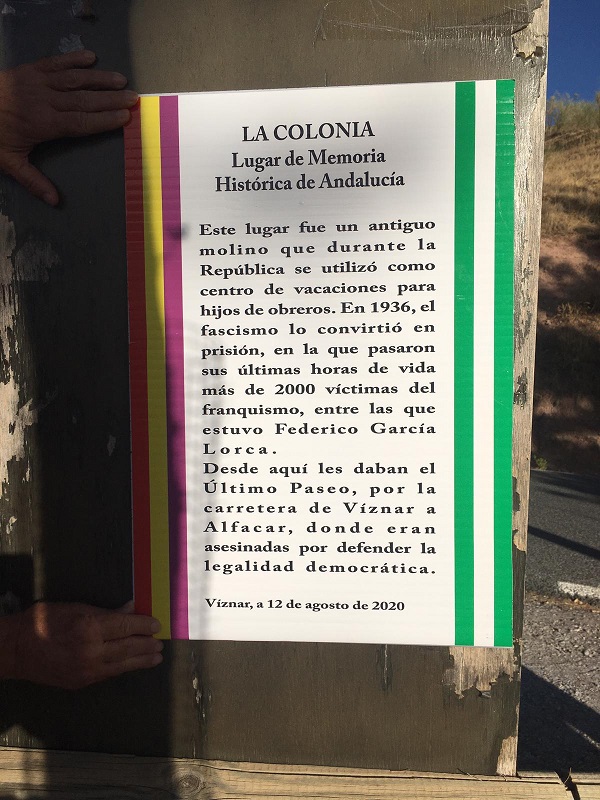 LA COLONIA
Lugar de Memoria
Histórica de Andalucía
Este lugar fue un antiguo
molino que durante la
República se utilizó como
centro de vacaciones para
hijos de obreros. En 1936, el
fascismo lo convirtió en
prisión, en la que pasaron
sus últimas horas de vida
más de 2000 víctimas del
franquismo, entre las que
estuvo Federico García
Lorca.
Desde aquí les daban el
Último Paseo, por la
carretera de Víznar a
Alfacar, donde eran
asesinadas por defender la
legalidad democrática.
Víznar, a 12 de agosto de 2020